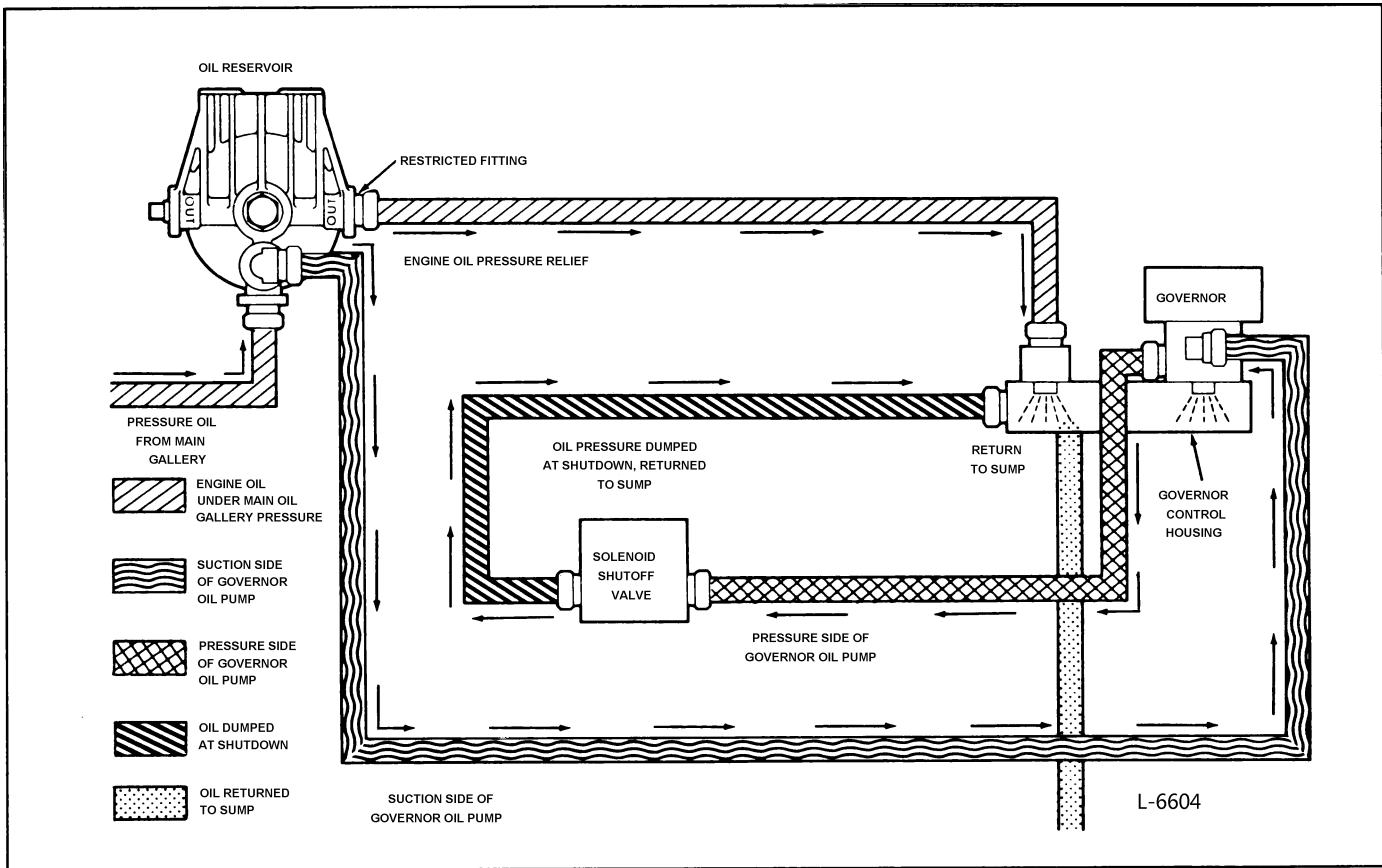 OIL RESERVOIR
RESTRICTED FITTING
OUT
OUT
ENGINE OIL PRESSURE RELIEF
GOVERNOR
PRESSURE OIL
FROM MAIN
GALLERY
OIL PRESSURE DUMPED
AT SHUTDOWN, RETURNED
TO SUMP
RETURN
TO SUMP
GOVERNOR
CONTROL
HOUSING
SOLENOID
SHUTOFF
VALVE
PRESSURE SIDE OF
GOVERNOR OIL PUMP
ENGINE OIL
UNDER MAIN OIL
GALLERY PRESSURE
SUCTION SIDE
OF GOVERNOR
OIL PUMP
PRESSURE SIDE
OF GOVERNOR
OIL PUMP
OIL DUMPED
AT SHUTDOWN
OIL RETURNED
TO SUMP
SUCTION SIDE OF
GOVERNOR OIL PUMP
L-6604